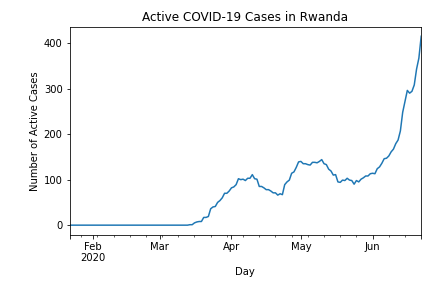 Active COVID-19 Cases in Rwanda
Number of Active Cases
400
300
200
100
0
Feb Mar Apr May Jun
2020
Day